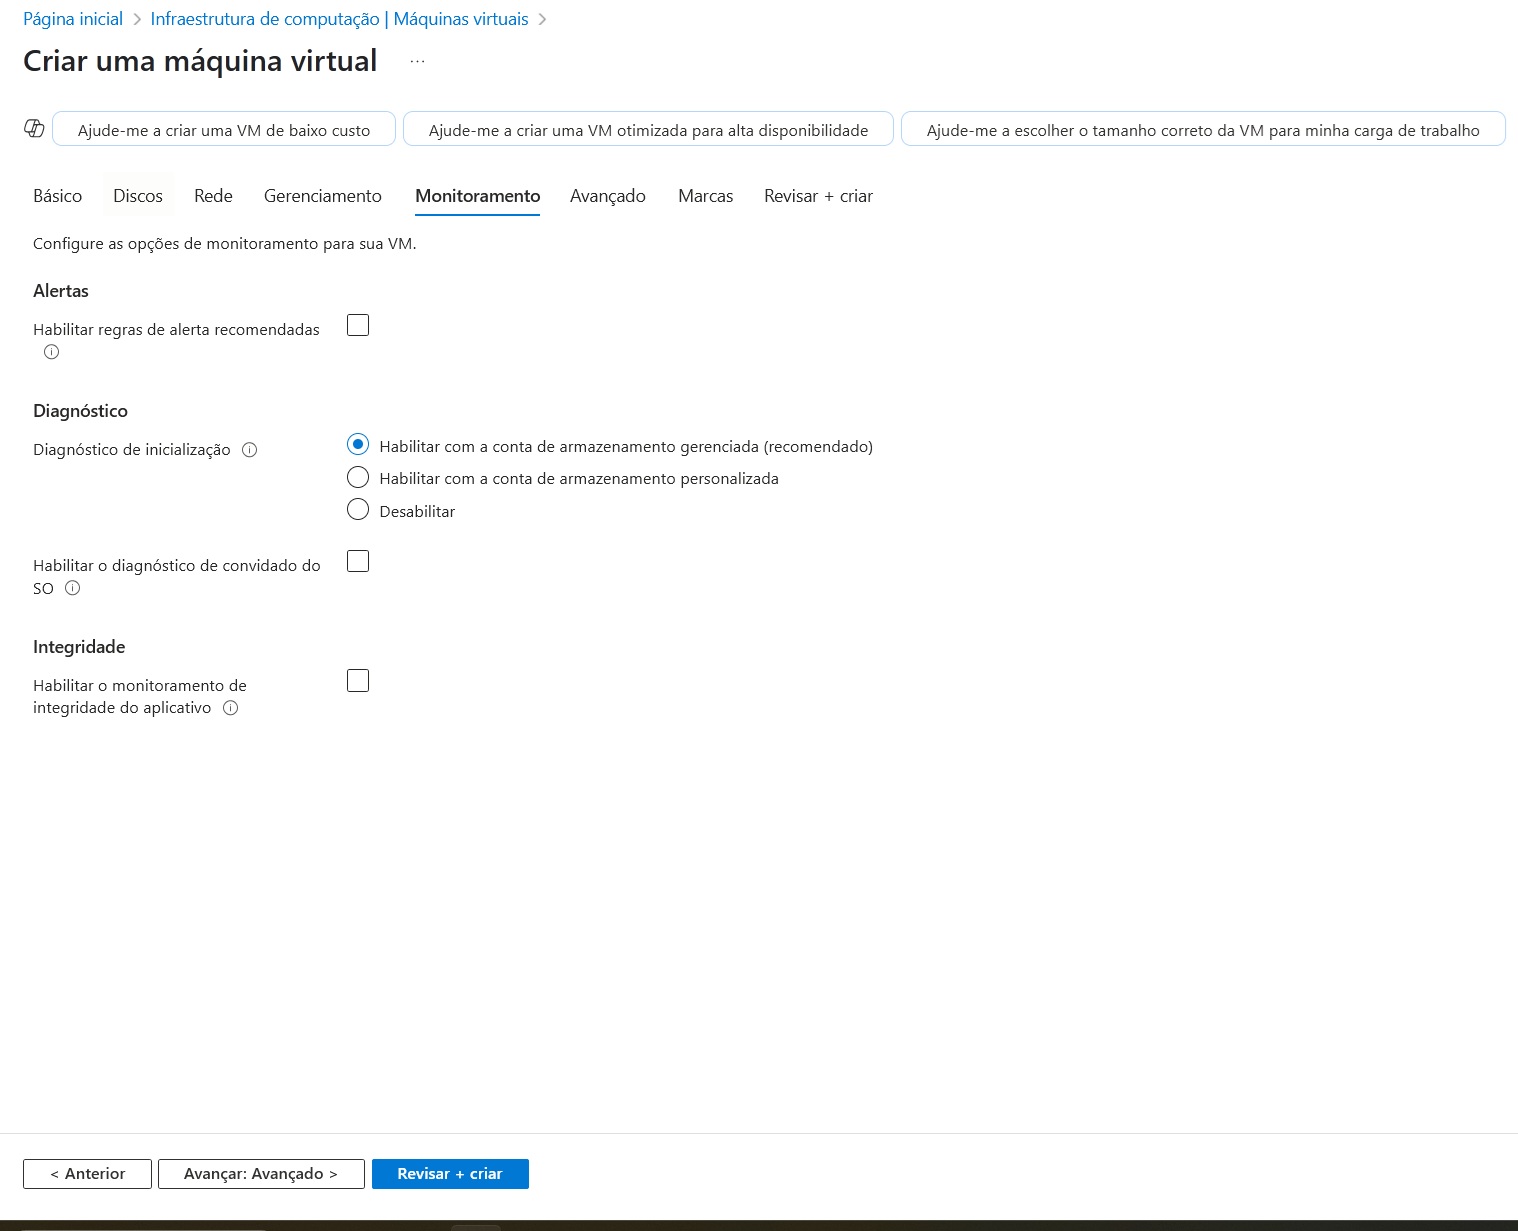 Página inicial > Infraestrutura de computação | Máquinas virtuais >
Criar uma máquina virtual ...
Ajude-me a criar uma VM de baixo custo
Ajude-me a criar uma VM otimizada para alta disponibilidade
Ajude-me a escolher o tamanho correto da VM para minha carga de trabalho
Básico Discos Rede Gerenciamento Monitoramento Avançado Marcas Revisar + criar
Configure as opções de monitoramento para sua VM.
Alertas
Habilitar regras de alerta recomendadas
Diagnóstico
Diagnóstico de inicialização
Habilitar com a conta de armazenamento gerenciada (recomendado)
Habilitar com a conta de armazenamento personalizada
Desabilitar
Habilitar o diagnóstico de convidado do
SO
Integridade
Habilitar o monitoramento de
integridade do aplicativo
< Anterior
Avançar: Avançado >
Revisar + criar